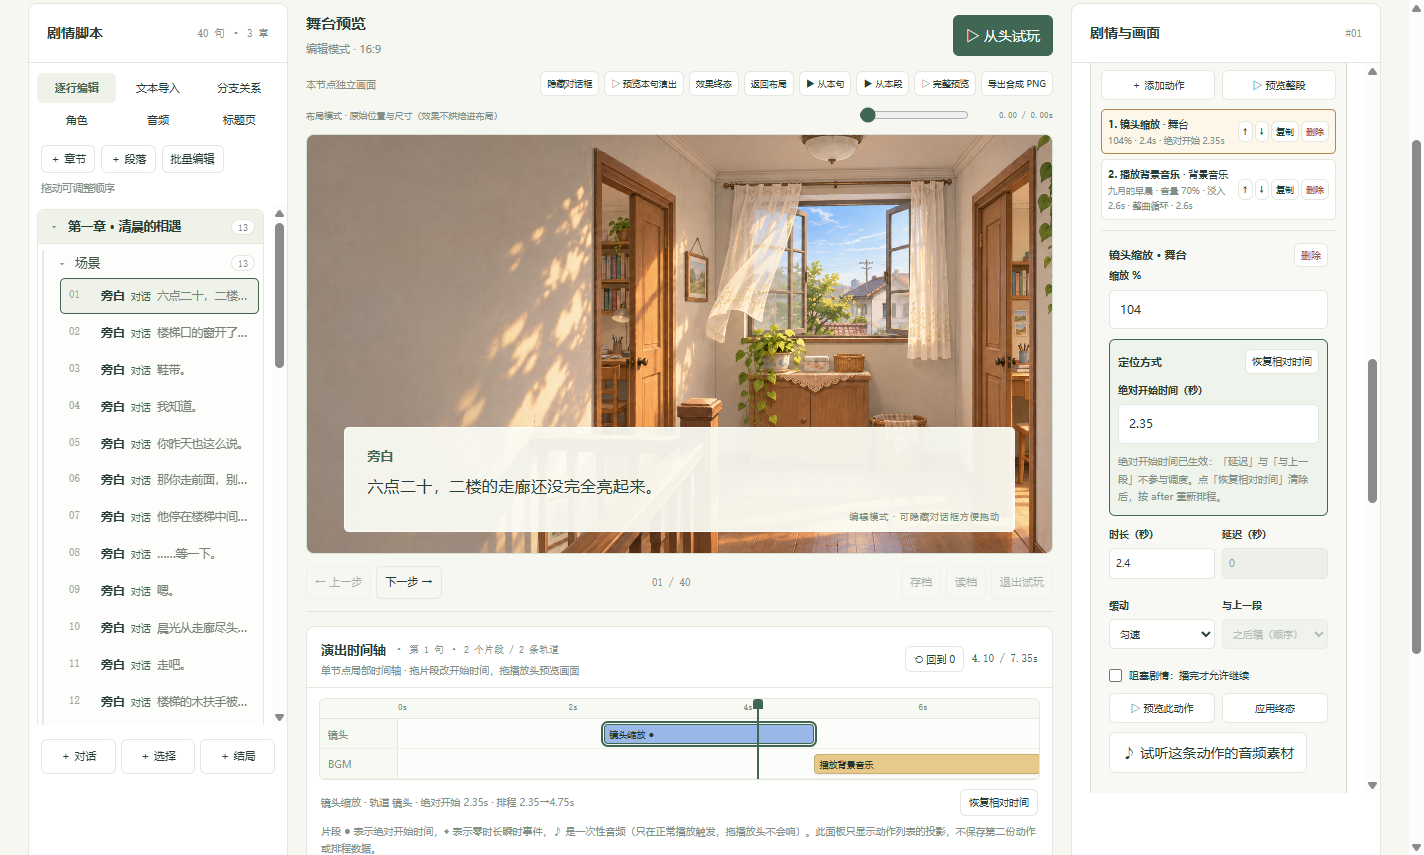 剧情脚本
40 句 · 3 章
逐行编辑
文本导入
分支关系
角色
音频
标题页
+ 章节
+ 段落
批量编辑
拖动可调整顺序
第一章 • 清晨的相遇
13
场景
13
01 旁白 对话 六点二十，二楼...
02 旁白 对话 楼梯口的窗开了...
03 旁白 对话 鞋带。
04 旁白 对话 我知道。
05 旁白 对话 你昨天也这么说。
06 旁白 对话 那你走前面，别...
07 旁白 对话 他停在楼梯中间...
08 旁白 对话 ……等一下。
09 旁白 对话 嗯。
10 旁白 对话 晨光从走廊尽头...
11 旁白 对话 走吧。
12 旁白 对话 楼梯的木扶手被...
+ 对话
+ 选择
+ 结局
舞台预览
编辑模式 · 16:9
▷ 从头试玩
本节点独立画面
隐藏对话框
▷ 预览本句演出
效果终态
返回布局
▶ 从本句
▶ 从本段
▷ 完整预览
导出合成 PNG
布局模式 · 原始位置与尺寸（效果不烘焙进布局）
0.00 / 0.00s
旁白
六点二十，二楼的走廊还没完全亮起来。
编辑模式 · 可隐藏对话框方便拖动
← 上一步
下一步 →
01 / 40
存档
读档
退出试玩
演出时间轴 · 第 1 句 · 2 个片段 / 2 条轨道
单节点局部时间轴 · 拖片段改开始时间，拖播放头预览画面
⟲ 回到 0
4.10 / 7.35s
0s
2s
4s
6s
镜头
镜头缩放 ●
BGM
播放背景音乐
镜头缩放 · 轨道 镜头 · 绝对开始 2.35s · 排程 2.35→4.75s
恢复相对时间
片段 ● 表示绝对开始时间，◆ 表示零时长瞬时事件，♪ 是一次性音频（只在正常播放触发，拖播放头不会响）。此面板只显示动作列表的投影，不保存第二份动作
或排程数据。
剧情与画面
#01
+ 添加动作
▷ 预览整段
1. 镜头缩放 · 舞台
104% · 2.4s · 绝对开始 2.35s
↑
↓
复制
删除
2. 播放背景音乐 · 背景音乐
九月的早晨 · 音量 70% · 淡入
2.6s · 整曲循环 · 2.6s
↑
↓
复制
删除
镜头缩放 • 舞台
删除
缩放 %
104
定位方式
恢复相对时间
绝对开始时间（秒）
2.35
绝对开始时间已生效：「延迟」与「与上一
段」不参与调度。点「恢复相对时间」清除
后，按 after 重新排程。
时长（秒）
延迟（秒）
2.4
0
缓动
与上一段
匀速
之后播（顺序）
阻塞剧情：播完才允许继续
▷ 预览此动作
应用终态
♪ 试听这条动作的音频素材